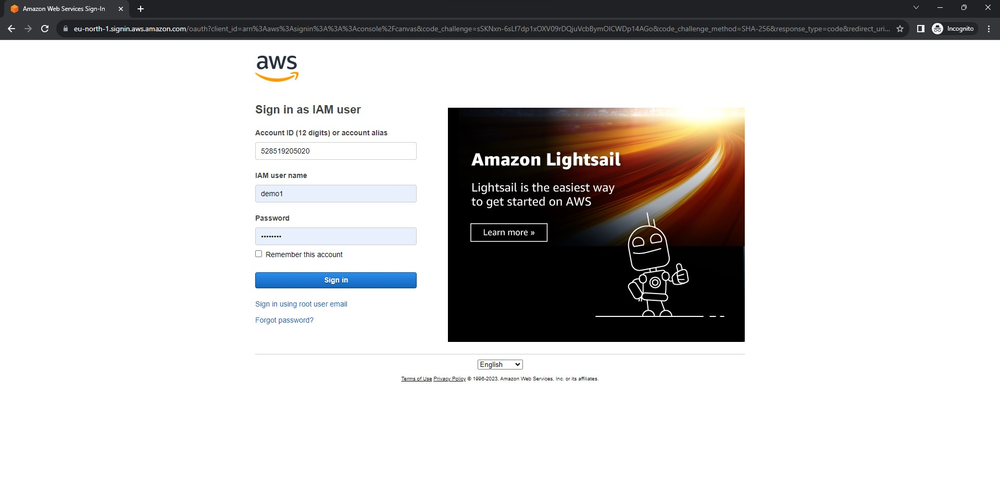 Amazon Web Services Sign-In
eu-north-1.signin.aws.amazon.com/oauth?client_id=arn%3Aaws%3Asignin%3A%3A%3Aconsole%2Fcanvas&code_challenge=sSKNxn-6sLf7dp1xOXV09rDQjuVcbBymOlCWDp14AGo&code_challenge_method=SHA-256&response_type=code&redirect_uri...
Incognito
aws
Sign in as IAM user
Account ID (12 digits) or account alias
528519205020
IAM user name
demo1
Password
••••••••
Remember this account
Sign in
Sign in using root user email
Forgot password?
Amazon Lightsail
Lightsail is the easiest way
to get started on AWS
Learn more »
English
Terms of Use Privacy Policy © 1996-2023, Amazon Web Services, Inc. or its affiliates.